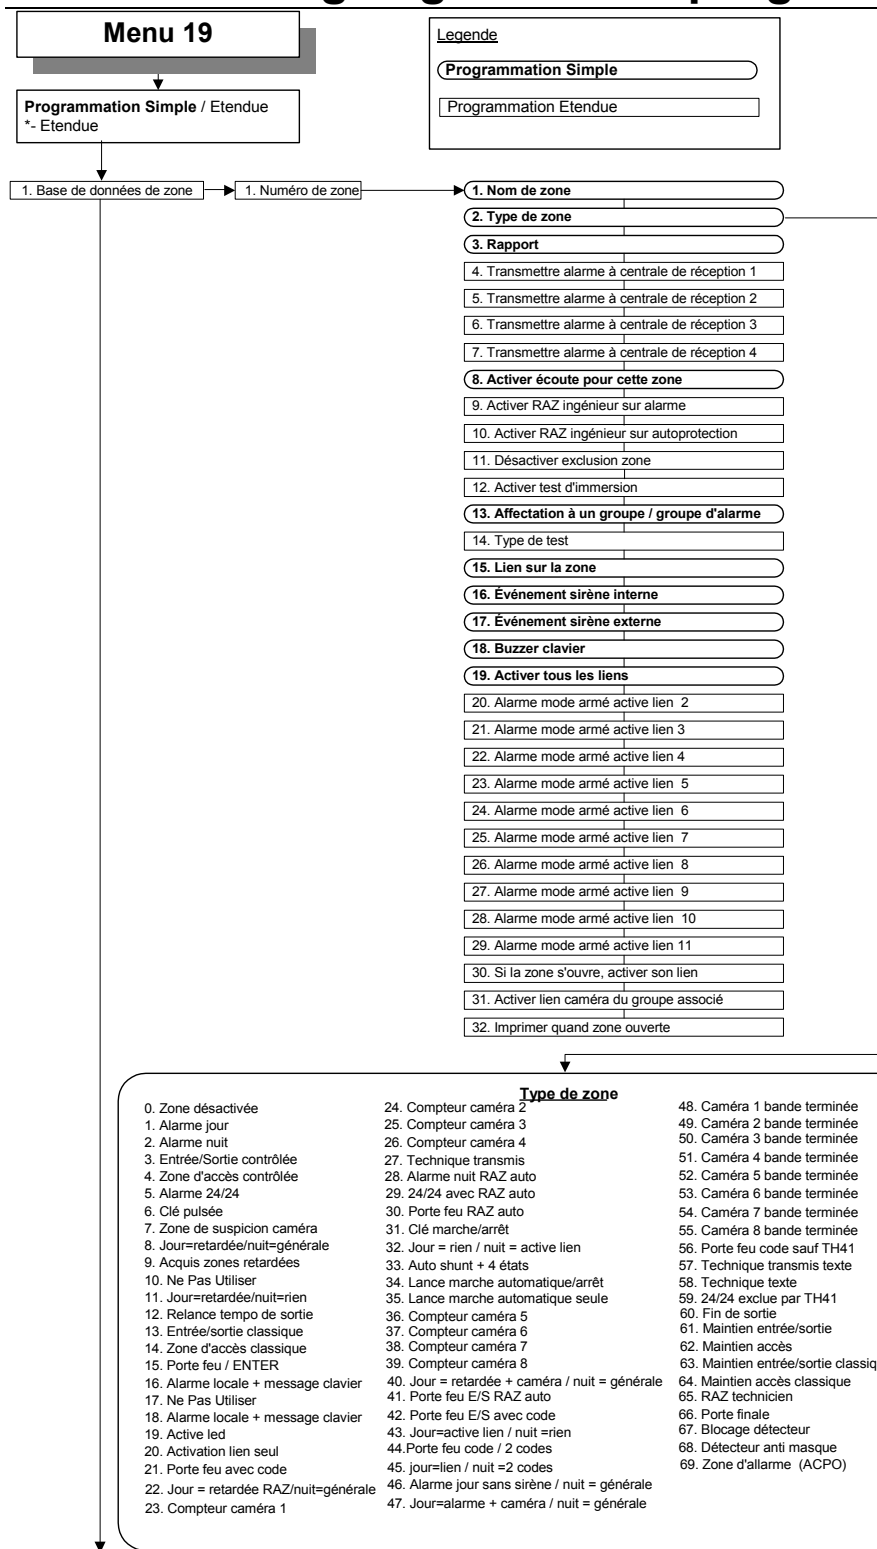 Menu 19
Legende
Programmation Simple
Programmation Etendue
Programmation Simple / Etendue
*- Etendue
1. Base de données de zone
1. Numéro de zone
1. Nom de zone
2. Type de zone
3. Rapport
4. Transmettre alarme à centrale de réception 1
5. Transmettre alarme à centrale de réception 2
6. Transmettre alarme à centrale de réception 3
7. Transmettre alarme à centrale de réception 4
8. Activer écoute pour cette zone
9. Activer RAZ ingénieur sur alarme
10. Activer RAZ ingénieur sur autoprotection
11. Désactiver exclusion zone
12. Activer test d'immersion
13. Affectation à un groupe / groupe d'alarme
14. Type de test
15. Lien sur la zone
16. Événement sirène interne
17. Événement sirène externe
18. Buzzer clavier
19. Activer tous les liens
20. Alarme mode armé active lien 2
21. Alarme mode armé active lien 3
22. Alarme mode armé active lien 4
23. Alarme mode armé active lien 5
24. Alarme mode armé active lien 6
25. Alarme mode armé active lien 7
26. Alarme mode armé active lien 8
27. Alarme mode armé active lien 9
28. Alarme mode armé active lien 10
29. Alarme mode armé active lien 11
30. Si la zone s'ouvre, activer son lien
31. Activer lien caméra du groupe associé
32. Imprimer quand zone ouverte
Type de zone
0. Zone désactivée
1. Alarme jour
2. Alarme nuit
3. Entrée/Sortie contrôlée
4. Zone d'accès contrôlée
5. Alarme 24/24
6. Clé pulsée
7. Zone de suspicion caméra
8. Jour=retardée/nuit=générale
9. Acquis zones retardées
10. Ne Pas Utiliser
11. Jour=retardée/nuit=rien
12. Relance tempo de sortie
13. Entrée/sortie classique
14. Zone d'accès classique
15. Porte feu / ENTER
16. Alarme locale + message clavier
17. Ne Pas Utiliser
18. Alarme locale + message clavier
19. Active led
20. Activation lien seul
21. Porte feu avec code
22. Jour = retardée RAZ/nuit=générale
23. Compteur caméra 1
24. Compteur caméra 2
25. Compteur caméra 3
26. Compteur caméra 4
27. Technique transmis
28. Alarme nuit RAZ auto
29. 24/24 avec RAZ auto
30. Porte feu RAZ auto
31. Clé marche/arrêt
32. Jour = rien / nuit = active lien
33. Auto shunt + 4 états
34. Lance marche automatique/arrêt
35. Lance marche automatique seule
36. Compteur caméra 5
37. Compteur caméra 6
38. Compteur caméra 7
39. Compteur caméra 8
40. Jour = retardée + caméra / nuit = générale
41. Porte feu E/S RAZ auto
42. Porte feu E/S avec code
43. Jour=active lien / nuit =rien
44.Porte feu code / 2 codes
45. jour=lien / nuit =2 codes
46. Alarme jour sans sirène / nuit = générale
47. Jour=alarme + caméra / nuit = générale
48. Caméra 1 bande terminée
49. Caméra 2 bande terminée
50. Caméra 3 bande terminée
51. Caméra 4 bande terminée
52. Caméra 5 bande terminée
53. Caméra 6 bande terminée
54. Caméra 7 bande terminée
55. Caméra 8 bande terminée
56. Porte feu code sauf TH41
57. Technique transmis texte
58. Technique texte
59. 24/24 exclue par TH41
60. Fin de sortie
61. Maintien entrée/sortie
62. Maintien accès
63. Maintien entrée/sortie classiq
64. Maintien accès classique
65. RAZ technicien
66. Porte finale
67. Blocage détecteur
68. Détecteur anti masque
69. Zone d'allarme (ACPO)